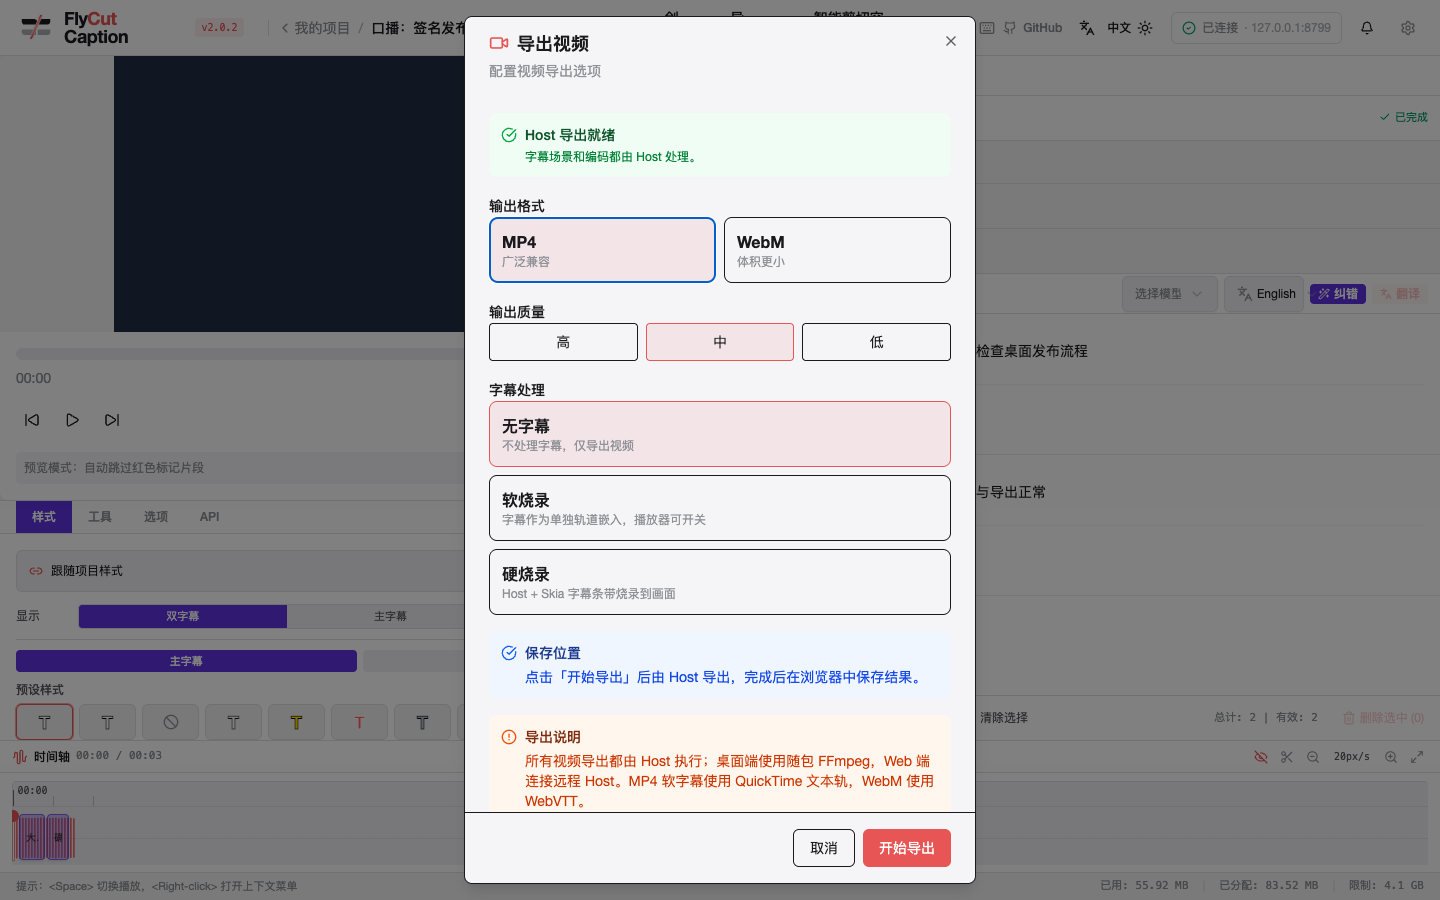 FlyCut
Caption
v2.0.2
我的项目 / 口播：签名发布
GitHub
中文
已连接 · 127.0.0.1:8799
导出视频
配置视频导出选项
Host 导出就绪
字幕场景和编码都由 Host 处理。
输出格式
MP4
广泛兼容
WebM
体积更小
输出质量
高
中
低
字幕处理
无字幕
不处理字幕，仅导出视频
软烧录
字幕作为单独轨道嵌入，播放器可开关
硬烧录
Host + Skia 字幕条带烧录到画面
保存位置
点击「开始导出」后由 Host 导出，完成后在浏览器中保存结果。
导出说明
所有视频导出都由 Host 执行；桌面端使用随包 FFmpeg，Web 端
连接远程 Host。MP4 软字幕使用 QuickTime 文本轨，WebM 使用
WebVTT。
取消
开始导出
已完成
选择模型
English
纠错
翻译
检查桌面发布流程
与导出正常
00:00
预览模式：自动跳过红色标记片段
样式
工具
选项
API
跟随项目样式
显示
双字幕
主字幕
主字幕
预设样式
清除选择
总计: 2 | 有效: 2
删除选中 (0)
时间轴 00:00 / 00:03
20px/s
00:00
大
提示：<Space> 切换播放，<Right-click> 打开上下文菜单
已用: 55.92 MB
已分配: 83.52 MB
限制: 4.1 GB